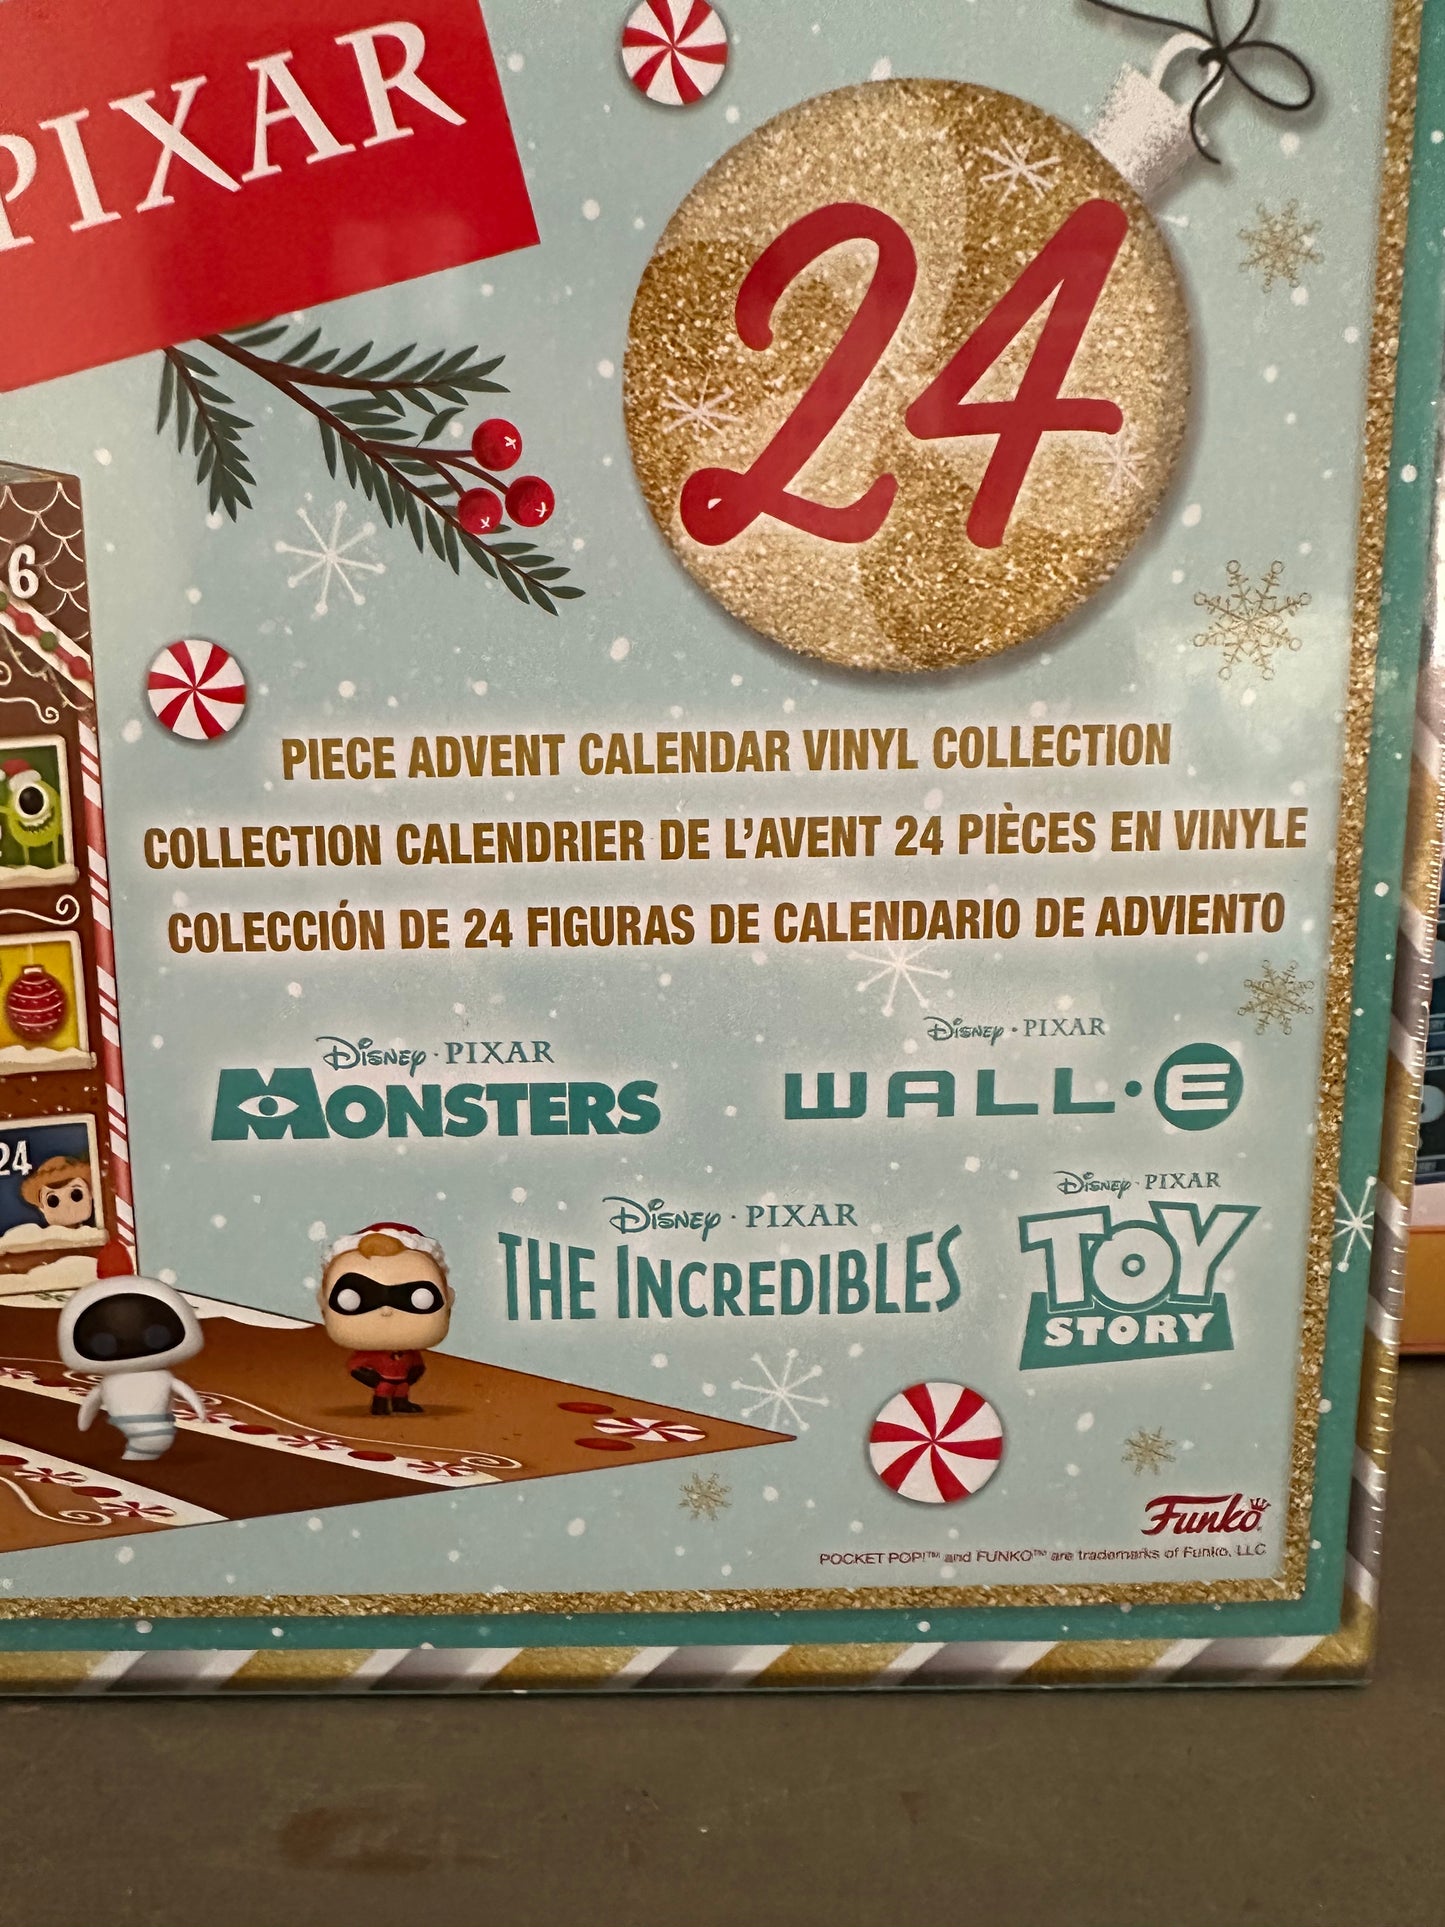 PIXAR
24
6
PIECE ADVENT CALENDAR VINYL COLLECTION
COLLECTION CALENDRIER DE L'AVENT 24 PIÈCES EN VINYLE
COLECCIÓN DE 24 FIGURAS DE CALENDARIO DE ADVIENTO
Disney · PIXAR
MONSTERS
Disney · PIXAR
WALL·E
24
Disney · PIXAR
THE INCREDIBLES
Disney · PIXAR
TOY
STORY
Funko
POCKET POP!™ and FUNKO™ are trademarks of Funko, LLC